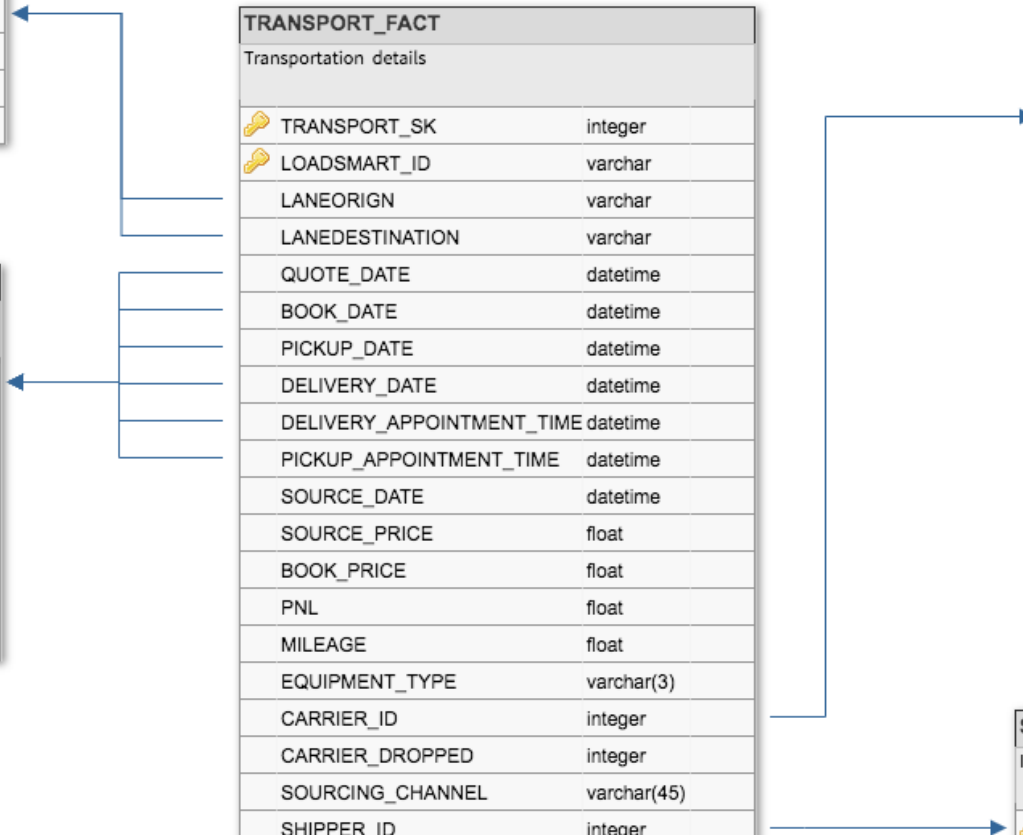 TRANSPORT_FACT
Transportation details
TRANSPORT_SK integer
LOADSMART_ID varchar
LANEORIGN varchar
LANEDESTINATION varchar
QUOTE_DATE datetime
BOOK_DATE datetime
PICKUP_DATE datetime
DELIVERY_DATE datetime
DELIVERY_APPOINTMENT_TIME datetime
PICKUP_APPOINTMENT_TIME datetime
SOURCE_DATE datetime
SOURCE_PRICE float
BOOK_PRICE float
PNL float
MILEAGE float
EQUIPMENT_TYPE varchar(3)
CARRIER_ID integer
CARRIER_DROPPED integer
SOURCING_CHANNEL varchar(45)
SHIPPER_ID integer